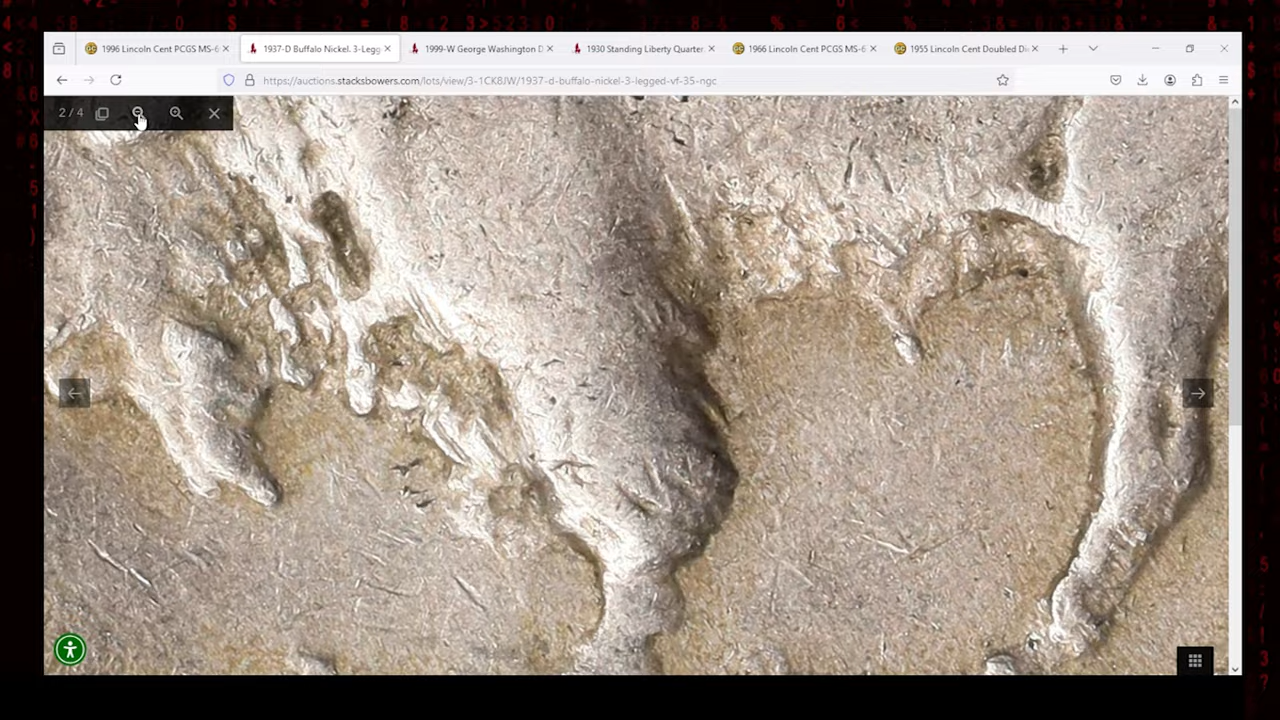 1996 Lincoln Cent PCGS MS-6
1937-D Buffalo Nickel. 3-Legg
1999-W George Washington D
1930 Standing Liberty Quarter.
1966 Lincoln Cent PCGS MS-6
1955 Lincoln Cent Doubled Di
https://auctions.stacksbowers.com/lots/view/3-1CK8JW/1937-d-buffalo-nickel-3-legged-vf-35-ngc
2 / 4